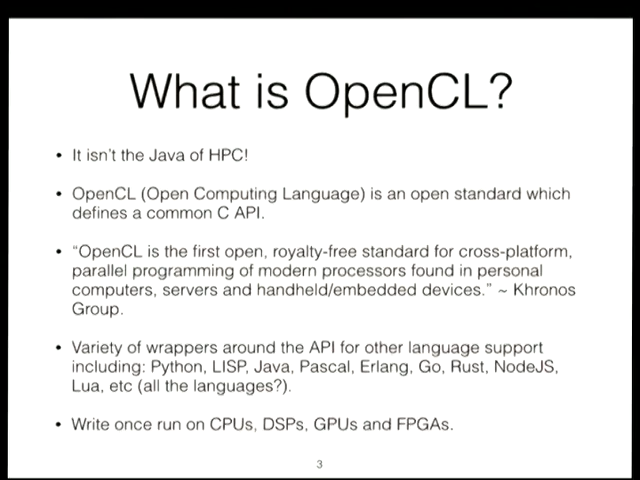 What is OpenCL?
• It isn't the Java of HPC!
• OpenCL (Open Computing Language) is an open standard which
defines a common C API.
• “OpenCL is the first open, royalty-free standard for cross-platform,
parallel programming of modern processors found in personal
computers, servers and handheld/embedded devices.” ~ Khronos
Group.
• Variety of wrappers around the API for other language support
including: Python, LISP, Java, Pascal, Erlang, Go, Rust, NodeJS,
Lua, etc (all the languages?).
• Write once run on CPUs, DSPs, GPUs and FPGAs.
3